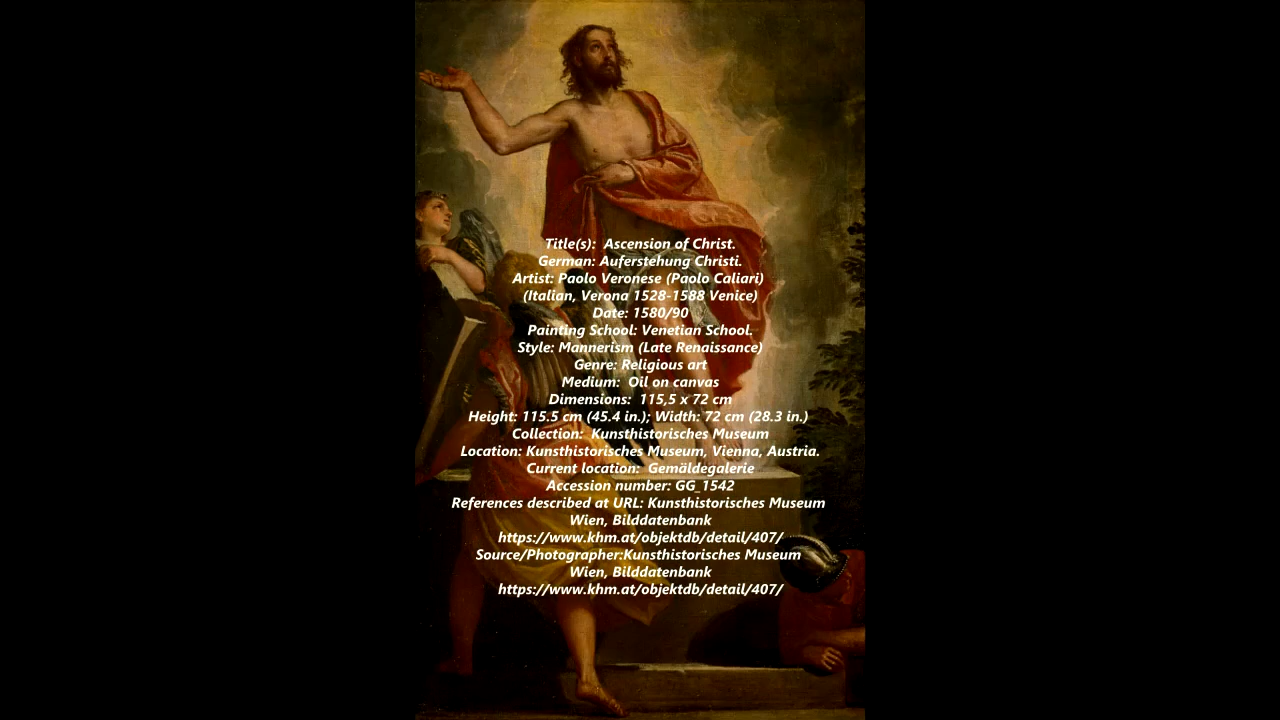 Title(s): Ascension of Christ.
German: Auferstehung Christi.
Artist: Paolo Veronese (Paolo Caliari)
(Italian, Verona 1528-1588 Venice)
Date: 1580/90
Painting School: Venetian School.
Style: Mannerism (Late Renaissance)
Genre: Religious art
Medium: Oil on canvas
Dimensions: 115,5 x 72 cm
Height: 115.5 cm (45.4 in.); Width: 72 cm (28.3 in.)
Collection: Kunsthistorisches Museum
Location: Kunsthistorisches Museum, Vienna, Austria.
Current location: Gemäldegalerie
Accession number: GG_1542
References described at URL: Kunsthistorisches Museum
Wien, Bilddatenbank
https://www.khm.at/objektdb/detail/407/
Source/Photographer:Kunsthistorisches Museum
Wien, Bilddatenbank
https://www.khm.at/objektdb/detail/407/